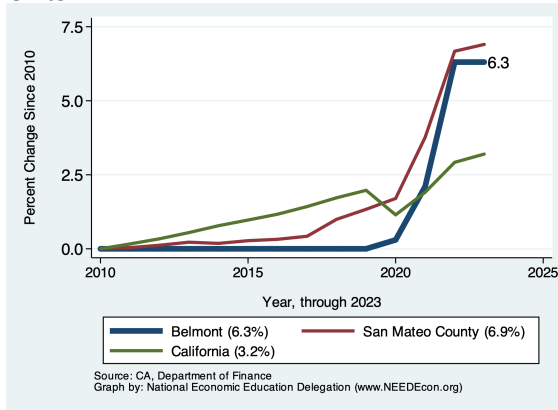 7.5
5.0
2.5
0.0
Percent Change Since 2010
6.3
2010
2015
2020
2025
Year, through 2023
Belmont (6.3%)
San Mateo County (6.9%)
California (3.2%)
Source: CA, Department of Finance
Graph by: National Economic Education Delegation (www.NEEDEcon.org)